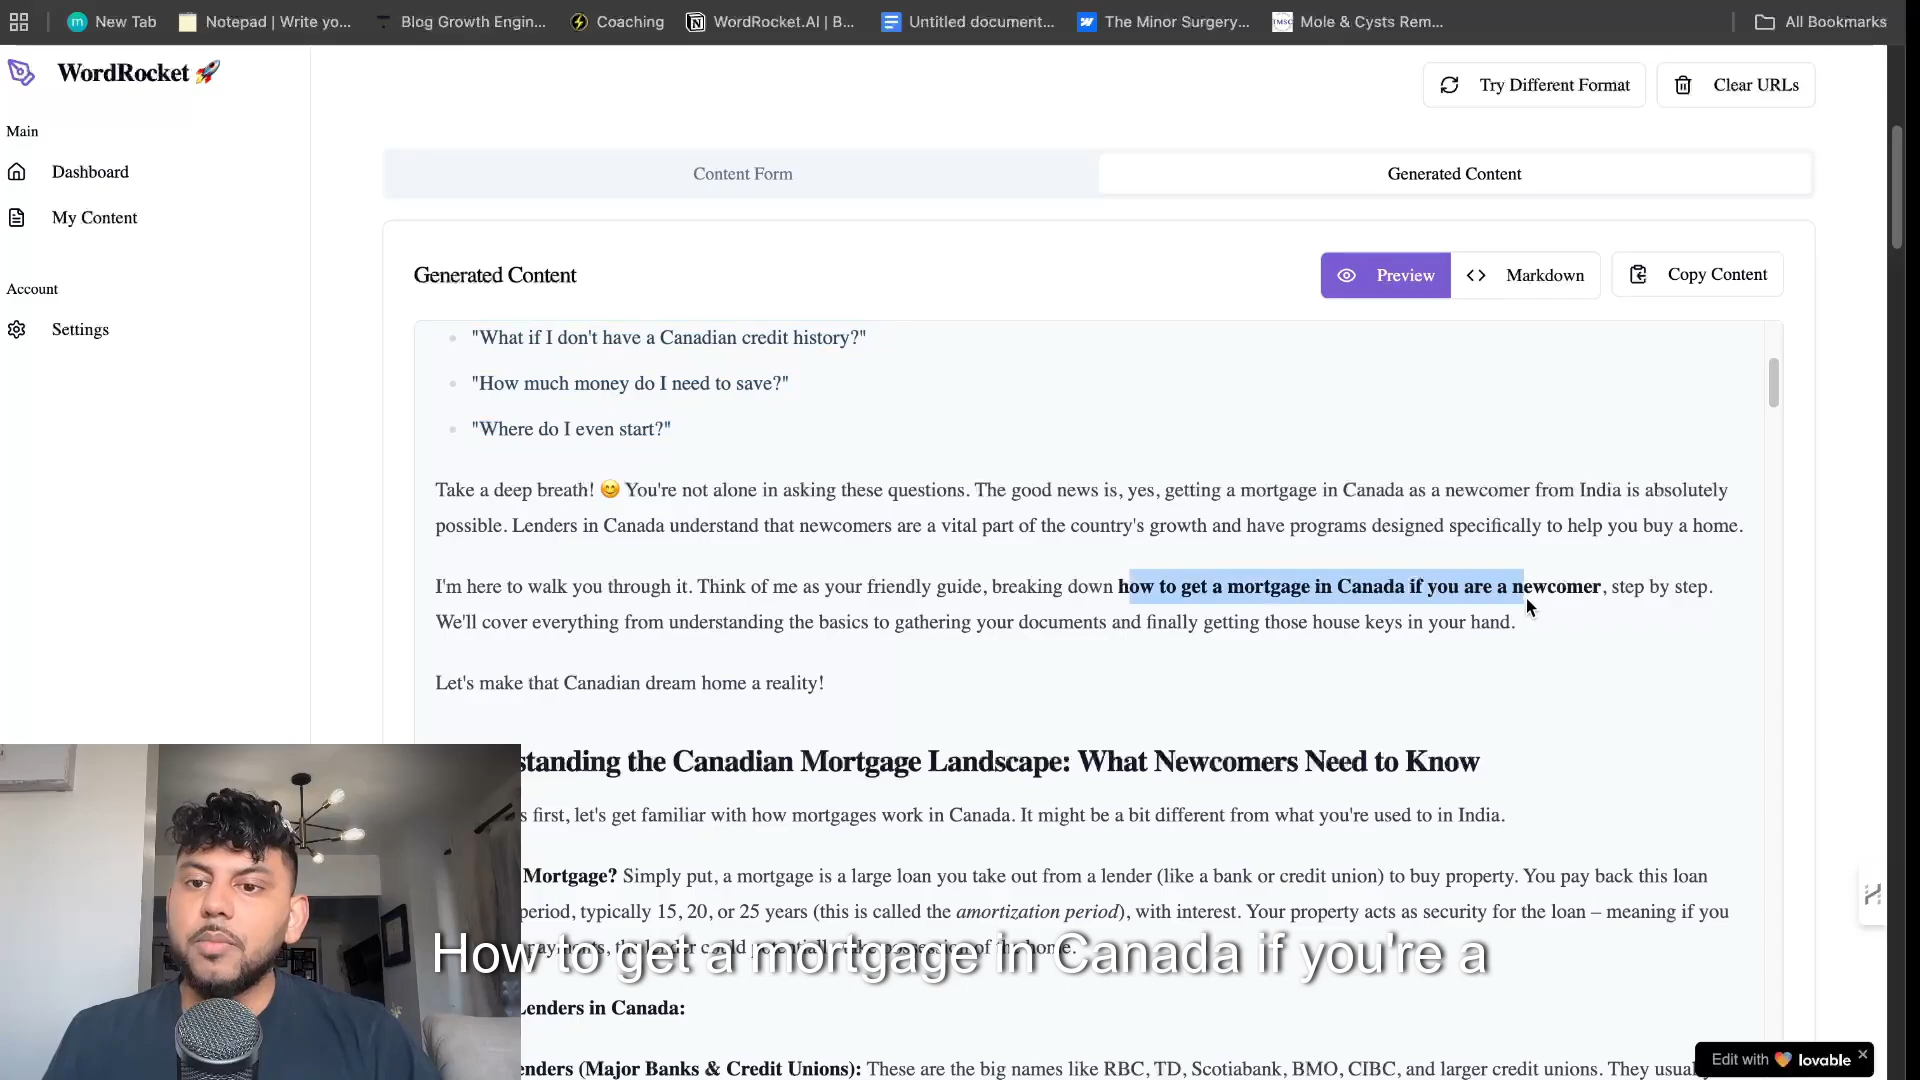 New Tab
Notepad | Write yo...
Blog Growth Engin...
Coaching
WordRocket.AI | B...
Untitled document...
The Minor Surgery...
TMSC
Mole & Cysts Rem...
All Bookmarks
WordRocket 🚀
Try Different Format
Clear URLs
Main
Dashboard
My Content
Account
Settings
Content Form
Generated Content
Generated Content
Preview
Markdown
Copy Content
"What if I don't have a Canadian credit history?"
"How much money do I need to save?"
"Where do I even start?"
Take a deep breath! 😊 You're not alone in asking these questions. The good news is, yes, getting a mortgage in Canada as a newcomer from India is absolutely
possible. Lenders in Canada understand that newcomers are a vital part of the country's growth and have programs designed specifically to help you buy a home.
I'm here to walk you through it. Think of me as your friendly guide, breaking down how to get a mortgage in Canada if you are a newcomer, step by step.
We'll cover everything from understanding the basics to gathering your documents and finally getting those house keys in your hand.
Let's make that Canadian dream home a reality!
standing the Canadian Mortgage Landscape: What Newcomers Need to Know
s first, let's get familiar with how mortgages work in Canada. It might be a bit different from what you're used to in India.
Mortgage? Simply put, a mortgage is a large loan you take out from a lender (like a bank or credit union) to buy property. You pay back this loan
period, typically 15, 20, or 25 years (this is called the amortization period), with interest. Your property acts as security for the loan – meaning if you
of the home.
How to get a mortgage in Canada if you're a
Lenders in Canada:
enders (Major Banks & Credit Unions): These are the big names like RBC, TD, Scotiabank, BMO, CIBC, and larger credit unions. They
Edit with lovable